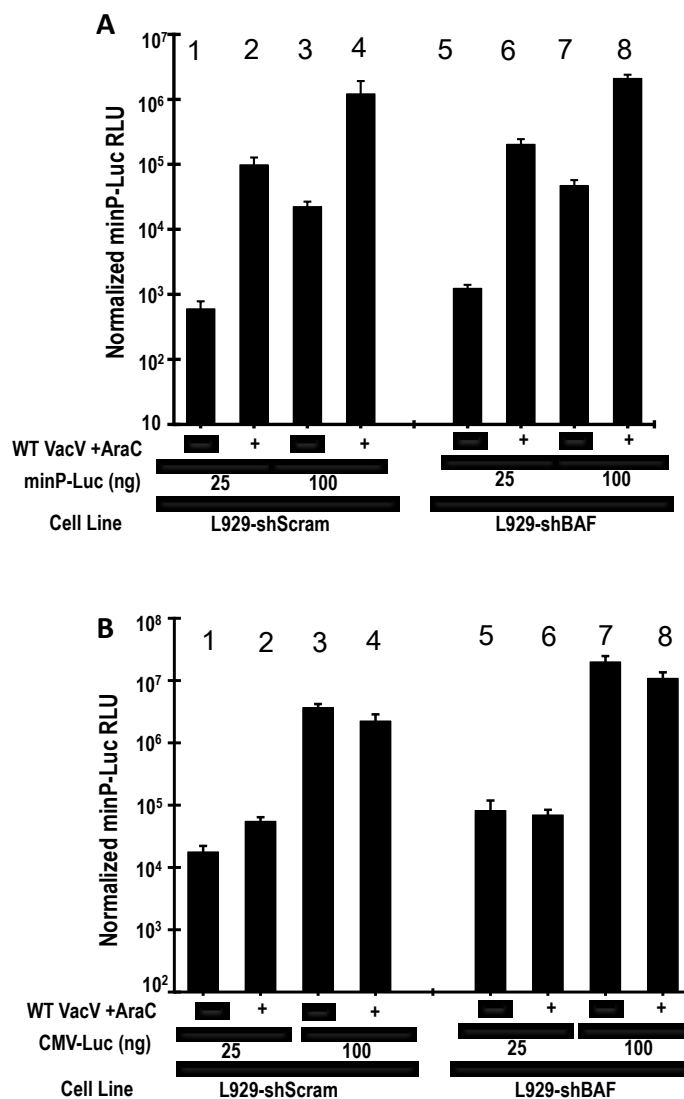 A
1 2 3 4 5 6 7 8
Normalized minP-Luc RLU
10⁷
10⁶
10⁵
10⁴
10³
10²
10
WT VacV +AraC + + + +
minP-Luc (ng) 25 100 25 100
Cell Line L929-shScram L929-shBAF
B
1 2 3 4 5 6 7 8
Normalized minP-Luc RLU
10⁸
10⁷
10⁶
10⁵
10⁴
10³
10²
WT VacV +AraC + + + +
CMV-Luc (ng) 25 100 25 100
Cell Line L929-shScram L929-shBAF